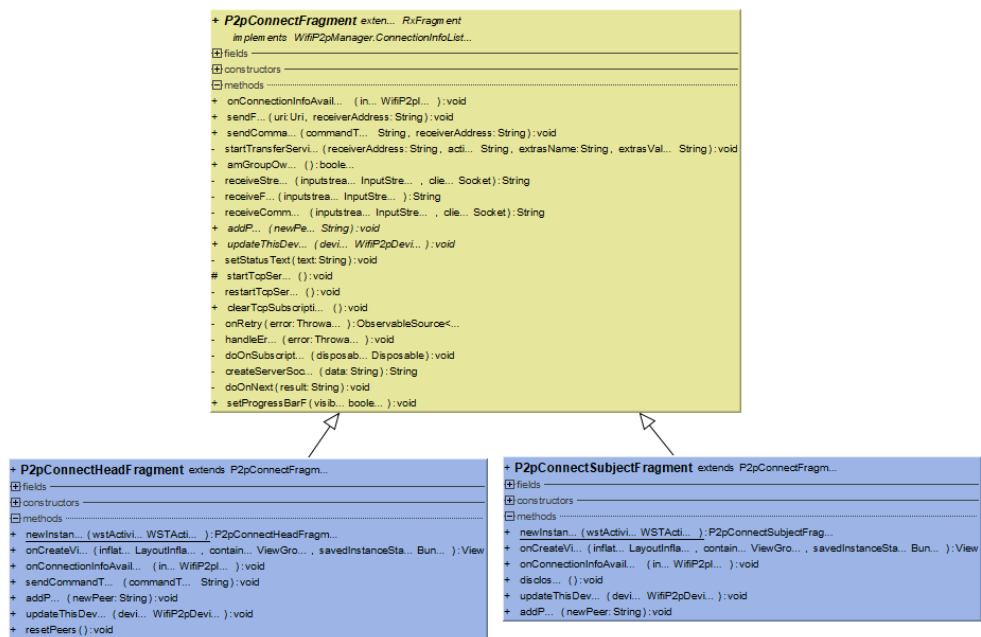 + P2pConnectFragment exten... RxFragment
implements WifiP2pManager.ConnectionInfoList...
fields
constructors
methods
+ onConnectionInfoAvail... (in... WifiP2pI... ):void
+ sendF... (uri:Uri, receiverAddress:String):void
+ sendComma... (commandT... String, receiverAddress:String):void
- startTransferServi... (receiverAddress:String, acti... String, extrasName:String, extrasVal... String):void
+ amGroupOw... ():boole...
- receiveStre... (inputstrea... InputStre... , clie... Socket):String
- receiveF... (inputstrea... InputStre... ):String
- receiveComm... (inputstrea... InputStre... , clie... Socket):String
+ addP... (newPe... String):void
+ updateThisDev... (devi... WifiP2pDevi... ):void
- setStatusText(text:String):void
# startTcpSer... ():void
- restartTcpSer... ():void
+ clearTcpSubscripti... ():void
- onRetry(error:Throwa... ):ObservableSource<...
- handleEr... (error:Throwa... ):void
- doOnSubscript... (disposab... Disposable):void
- createServerSoc... (data:String):String
- doOnNext(result:String):void
+ setProgressBarF(visib... boole... ):void
+ P2pConnectHeadFragment extends P2pConnectFragm...
fields
constructors
methods
+ newInstan... (wstActivi... WSTActi... ):P2pConnectHeadFragm...
+ onCreateVi... (inflat... LayoutInfla... , contain... ViewGro... , savedInstanceSta... Bun... ):View
+ onConnectionInfoAvail... (in... WifiP2pI... ):void
+ sendCommandT... (commandT... String):void
+ addP... (newPeer:String):void
+ updateThisDev... (devi... WifiP2pDevi... ):void
+ resetPeers():void
+ P2pConnectSubjectFragment extends P2pConnectFragm...
fields
constructors
methods
+ newInstan... (wstActivi... WSTActi... ):P2pConnectSubjectFrag...
+ onCreateVi... (inflat... LayoutInfla... , contain... ViewGro... , savedInstanceSta... Bun... ):View
+ onConnectionInfoAvail... (in... WifiP2pI... ):void
+ disclos... ():void
+ updateThisDev... (devi... WifiP2pDevi... ):void
+ addP... (newPeer:String):void